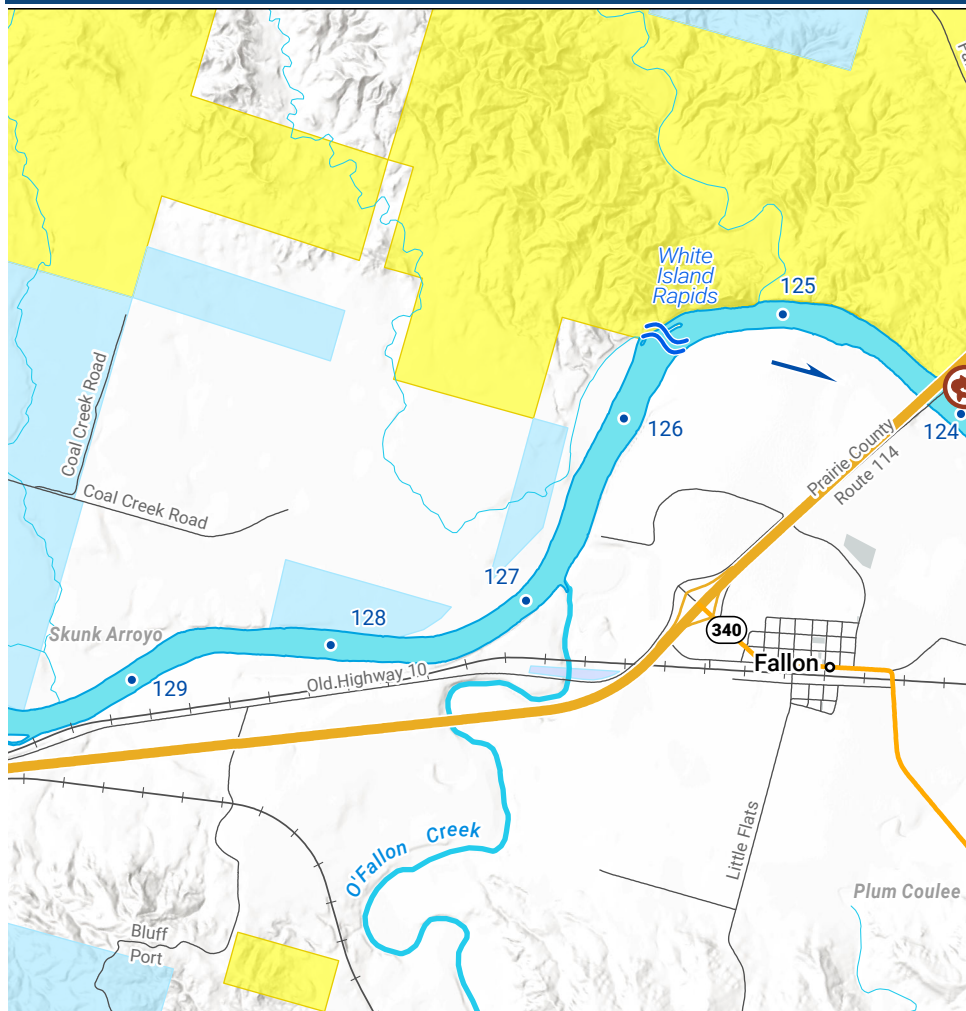 White
Island
Rapids
125
126
124
Prairie County
Route 114
Coal Creek Road
Coal Creek Road
127
128
Skunk Arroyo
129
Old Highway 10
340
Fallon
O'Fallon Creek
Little Flats
Plum Coulee
Bluff
Port